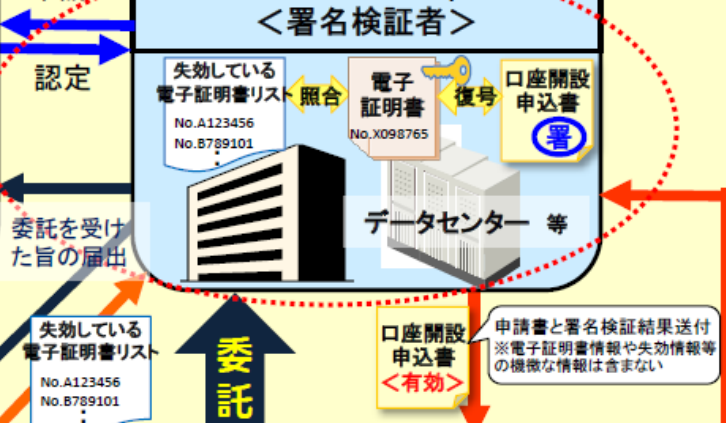 ＜署名検証者＞
認定
失効している
電子証明書リスト
No.A123456
No.B789101
：
照合
電子
証明書
No.X098765
復号
口座開設
申込書
署
データセンター 等
委託を受け
た旨の届出
失効している
電子証明書リスト
No.A123456
No.B789101
：
委
託
口座開設
申込書
＜有効＞
申請書と署名検証結果送付
※電子証明書情報や失効情報等
の機微な情報は含まない